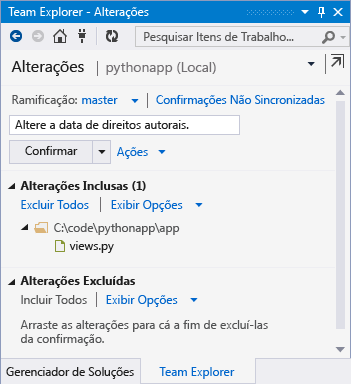 Team Explorer - Alterações
Pesquisar Itens de Trabalho...
Alterações | pythonapp (Local)
Ramificação: master | Confirmações Não Sincronizadas
Altere a data de direitos autorais.
Confirmar Ações
Alterações Inclusas (1)
Excluir Todos | Exibir Opções
C:\code\pythonapp\app
views.py
Alterações Excluídas
Incluir Todos | Exibir Opções
Arraste as alterações para cá a fim de excluí-las
da confirmação.
Gerenciador de Soluções Team Explorer